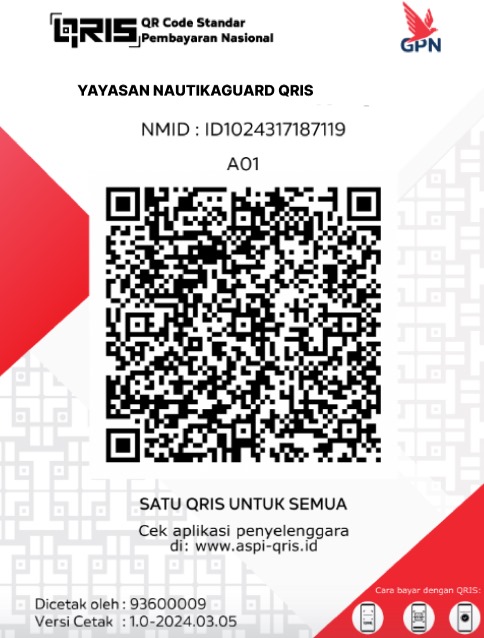 QRIS QR Code Standar
Pembayaran Nasional
GPN
YAYASAN NAUTIKAGUARD QRIS
NMID : ID1024317187119
A01
SATU QRIS UNTUK SEMUA
Cek aplikasi penyelenggara
di: www.aspi-qris.id
Cara bayar dengan QRIS:
Dicetak oleh : 93600009
Versi Cetak : 1.0-2024.03.05